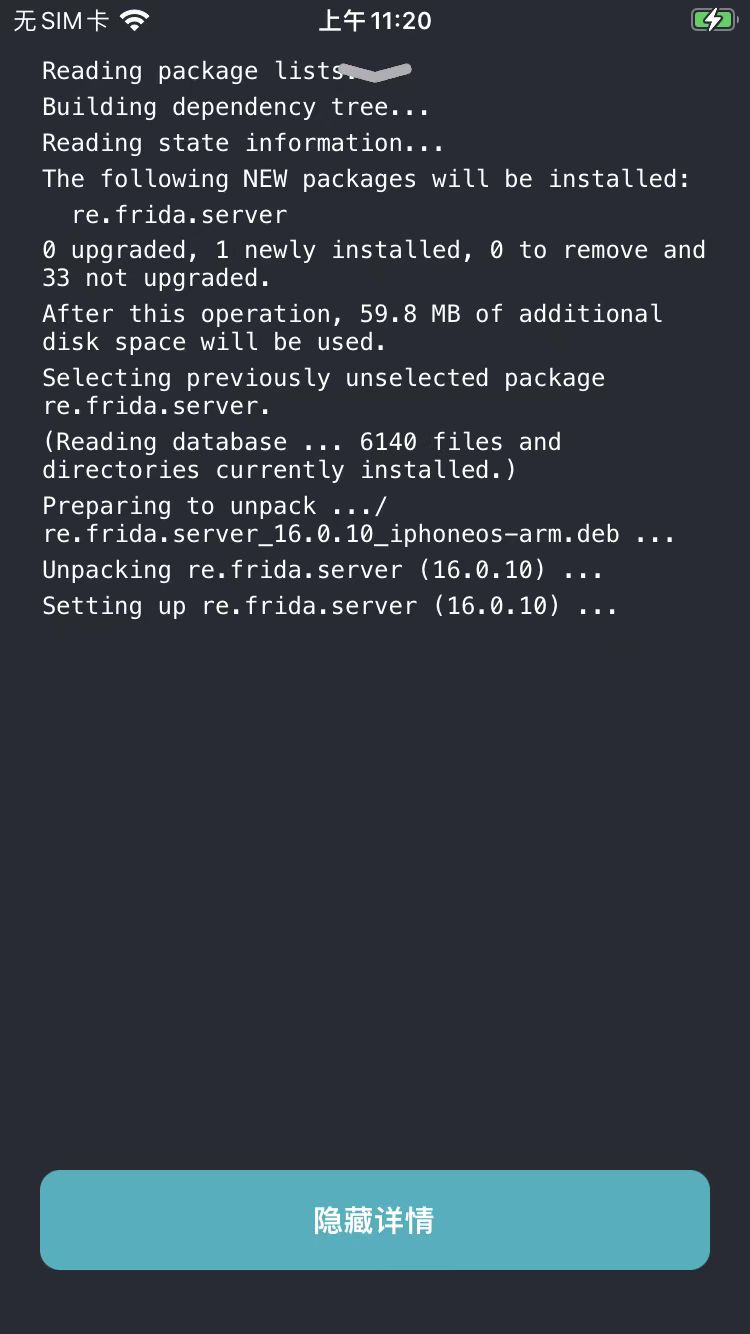 无SIM卡
上午11:20
Reading package lists
Building dependency tree...
Reading state information...
The following NEW packages will be installed:
re.frida.server
0 upgraded, 1 newly installed, 0 to remove and
33 not upgraded.
After this operation, 59.8 MB of additional
disk space will be used.
Selecting previously unselected package
re.frida.server.
(Reading database ... 6140 files and
directories currently installed.)
Preparing to unpack .../
re.frida.server_16.0.10_iphoneos-arm.deb ...
Unpacking re.frida.server (16.0.10) ...
Setting up re.frida.server (16.0.10) ...
隐藏详情